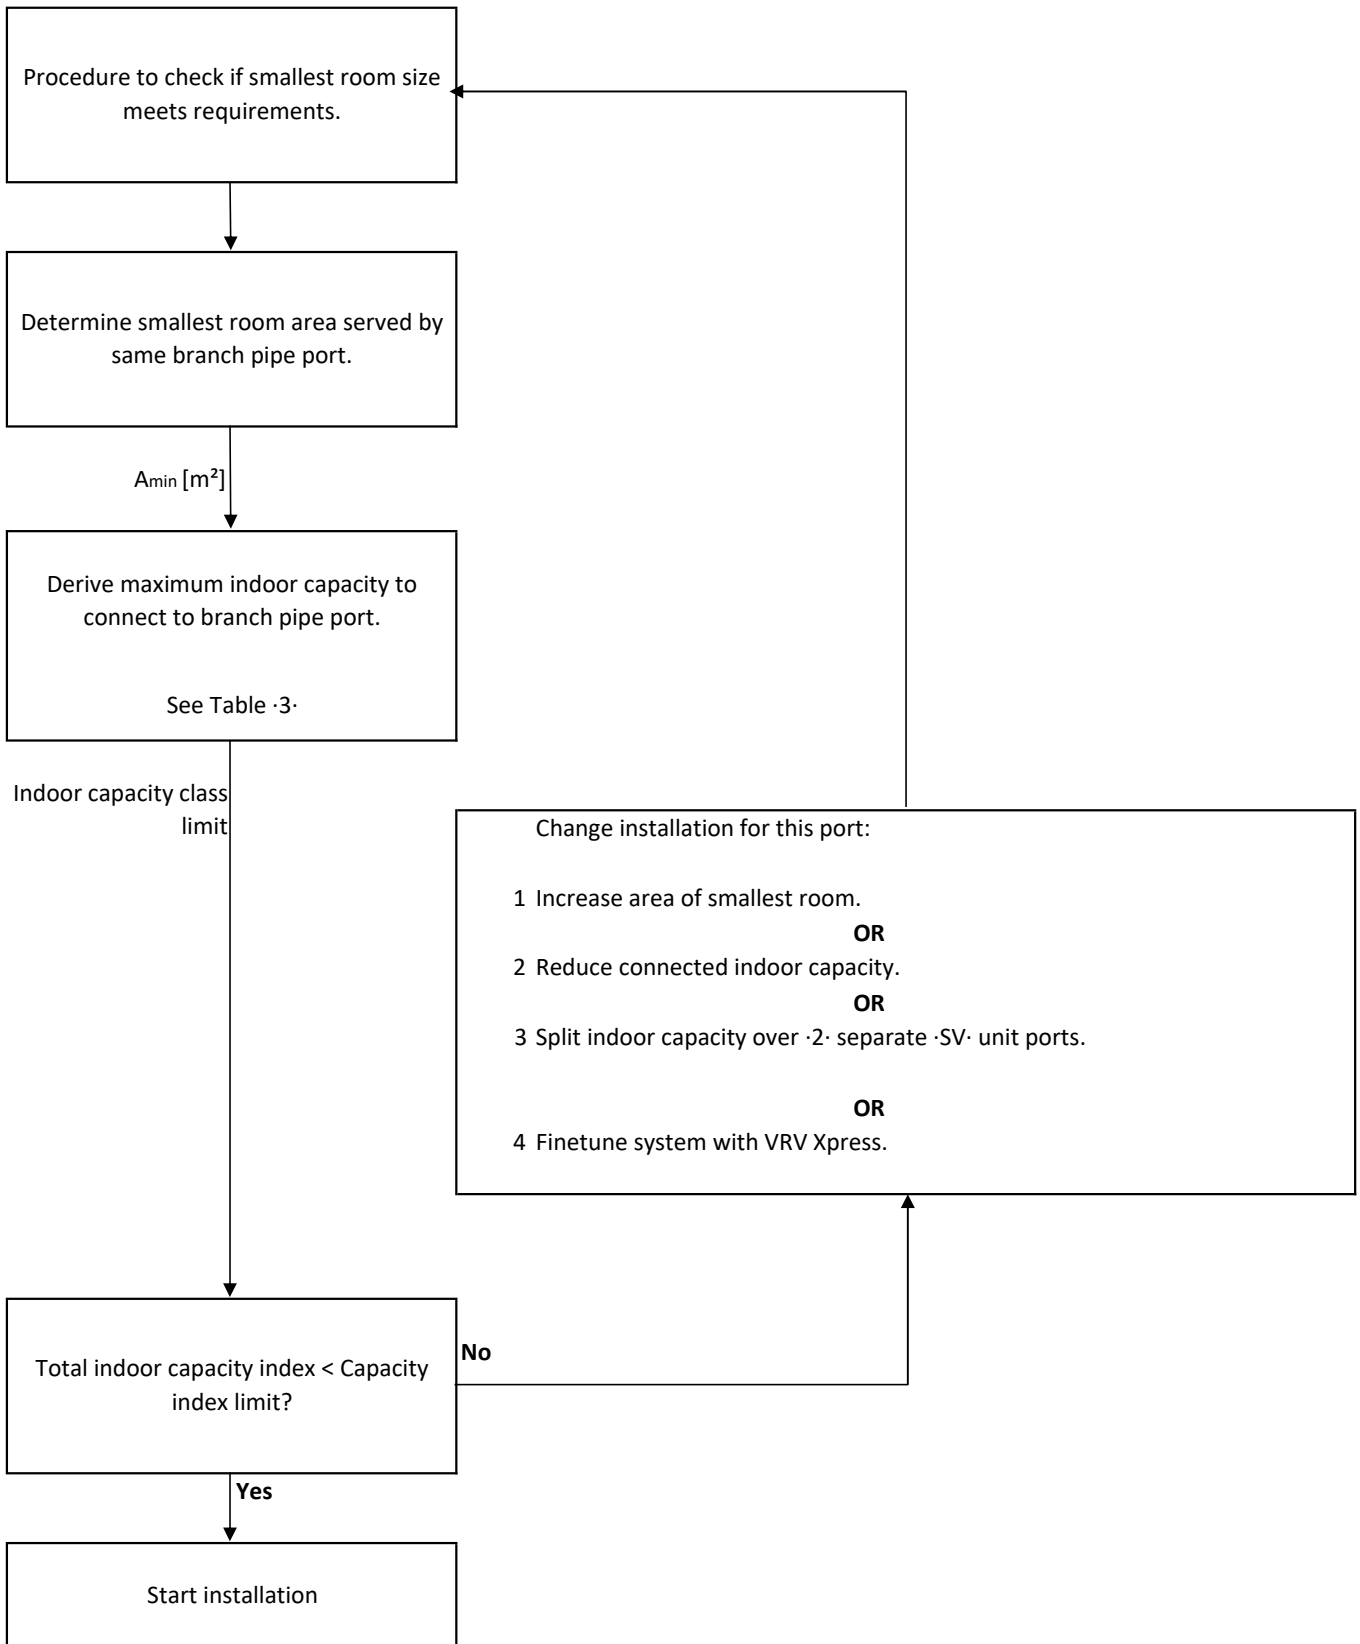 Procedure to check if smallest room size
meets requirements.
Determine smallest room area served by
same branch pipe port.
Amin [m²]
Derive maximum indoor capacity to
connect to branch pipe port.
See Table ·3·
Indoor capacity class
limit
Change installation for this port:
1 Increase area of smallest room.
OR
2 Reduce connected indoor capacity.
OR
3 Split indoor capacity over ·2· separate ·SV· unit ports.
OR
4 Finetune system with VRV Xpress.
Total indoor capacity index < Capacity
index limit?
No
Yes
Start installation